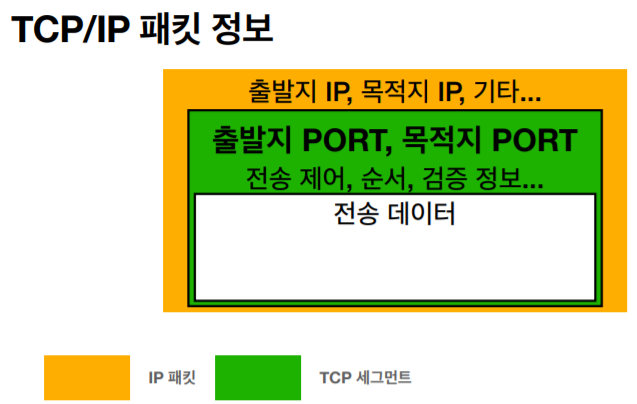 TCP/IP 패킷 정보
출발지 IP, 목적지 IP, 기타...
출발지 PORT, 목적지 PORT
전송 제어, 순서, 검증 정보...
전송 데이터
IP 패킷
TCP 세그먼트